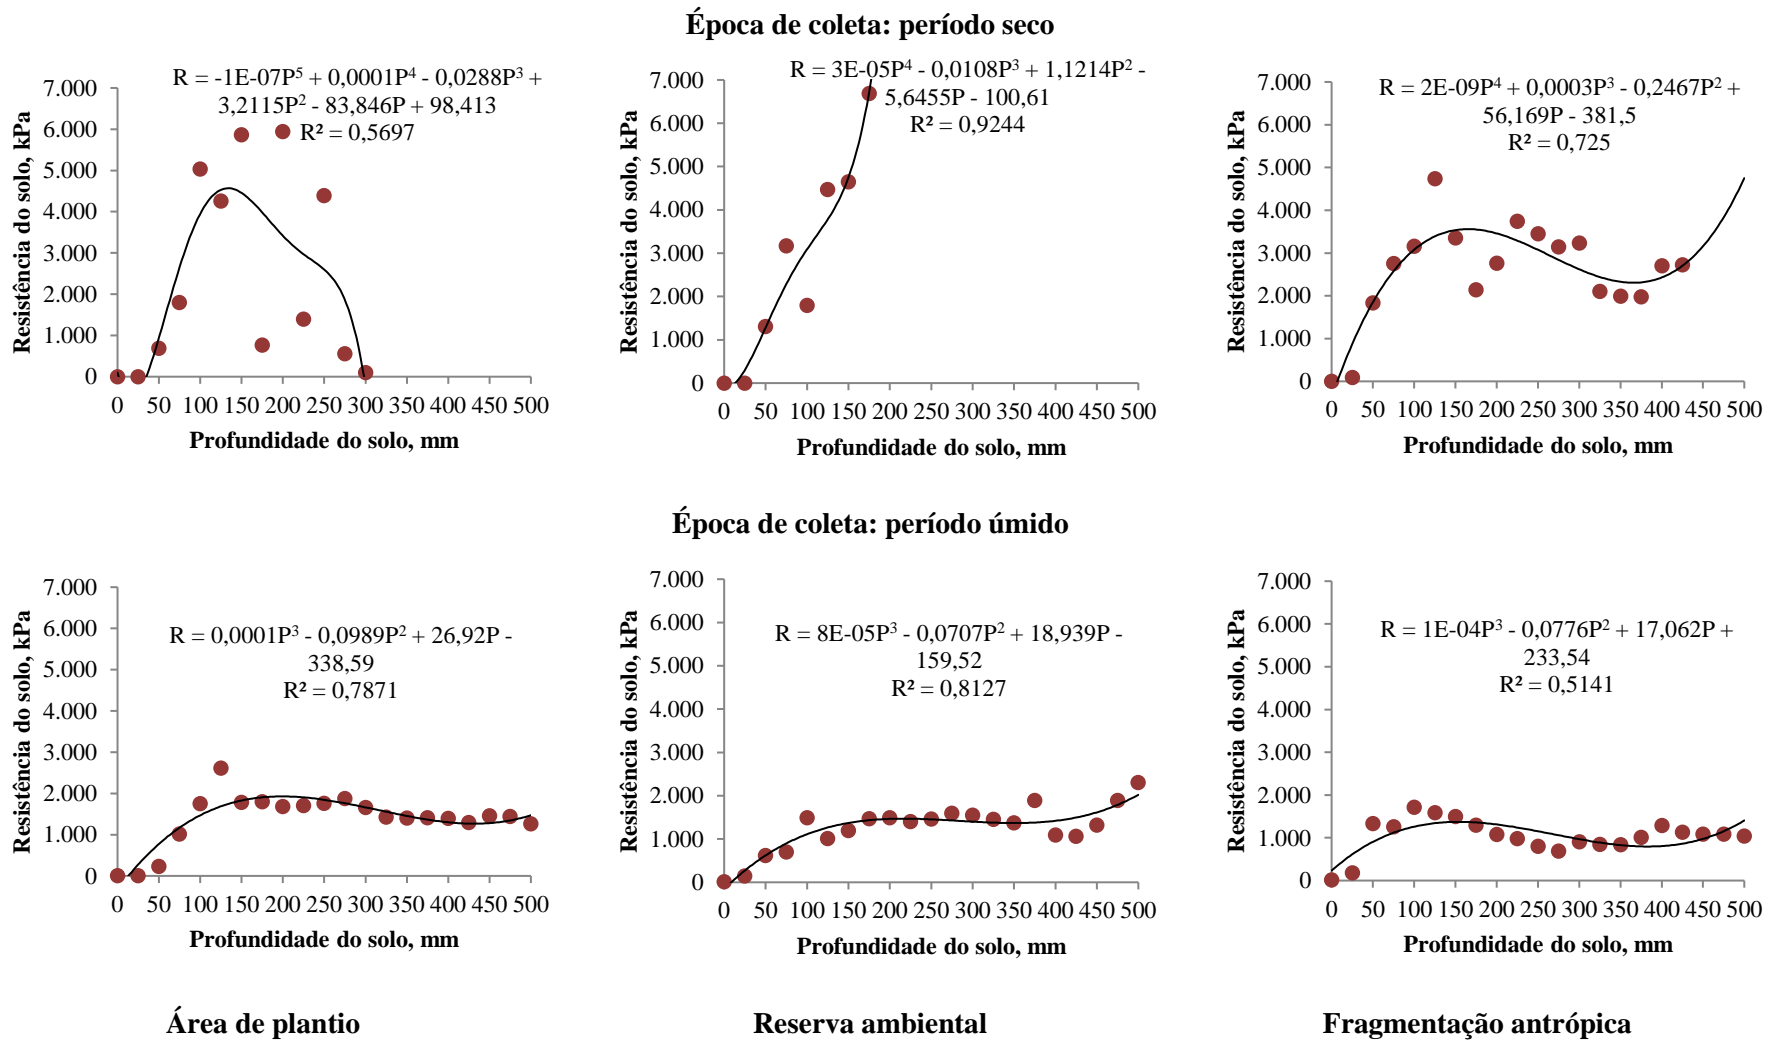 Época de coleta: período seco
R = -1E-07P⁵ + 0,0001P⁴ - 0,0288P³ +
3,2115P² - 83,846P + 98,413
R² = 0,5697
7.000
6.000
5.000
4.000
3.000
2.000
1.000
0
0 50 100 150 200 250 300 350 400 450 500
Resistência do solo, kPa
Profundidade do solo, mm
R = 3E-05P⁴ - 0,0108P³ + 1,1214P² -
5,6455P - 100,61
R² = 0,9244
7.000
6.000
5.000
4.000
3.000
2.000
1.000
0
0 50 100 150 200 250 300 350 400 450 500
Resistência do solo, kPa
Profundidade do solo, mm
R = 2E-09P⁴ + 0,0003P³ - 0,2467P² +
56,169P - 381,5
R² = 0,725
7.000
6.000
5.000
4.000
3.000
2.000
1.000
0
0 50 100 150 200 250 300 350 400 450 500
Resistência do solo, kPa
Profundidade do solo, mm
Época de coleta: período úmido
R = 0,0001P³ - 0,0989P² + 26,92P -
338,59
R² = 0,7871
7.000
6.000
5.000
4.000
3.000
2.000
1.000
0
0 50 100 150 200 250 300 350 400 450 500
Resistência do solo, kPa
Profundidade do solo, mm
R = 8E-05P³ - 0,0707P² + 18,939P -
159,52
R² = 0,8127
7.000
6.000
5.000
4.000
3.000
2.000
1.000
0
0 50 100 150 200 250 300 350 400 450 500
Resistência do solo, kPa
Profundidade do solo, mm
R = 1E-04P³ - 0,0776P² + 17,062P +
233,54
R² = 0,5141
7.000
6.000
5.000
4.000
3.000
2.000
1.000
0
0 50 100 150 200 250 300 350 400 450 500
Resistência do solo, kPa
Profundidade do solo, mm
Área de plantio
Reserva ambiental
Fragmentação antrópica